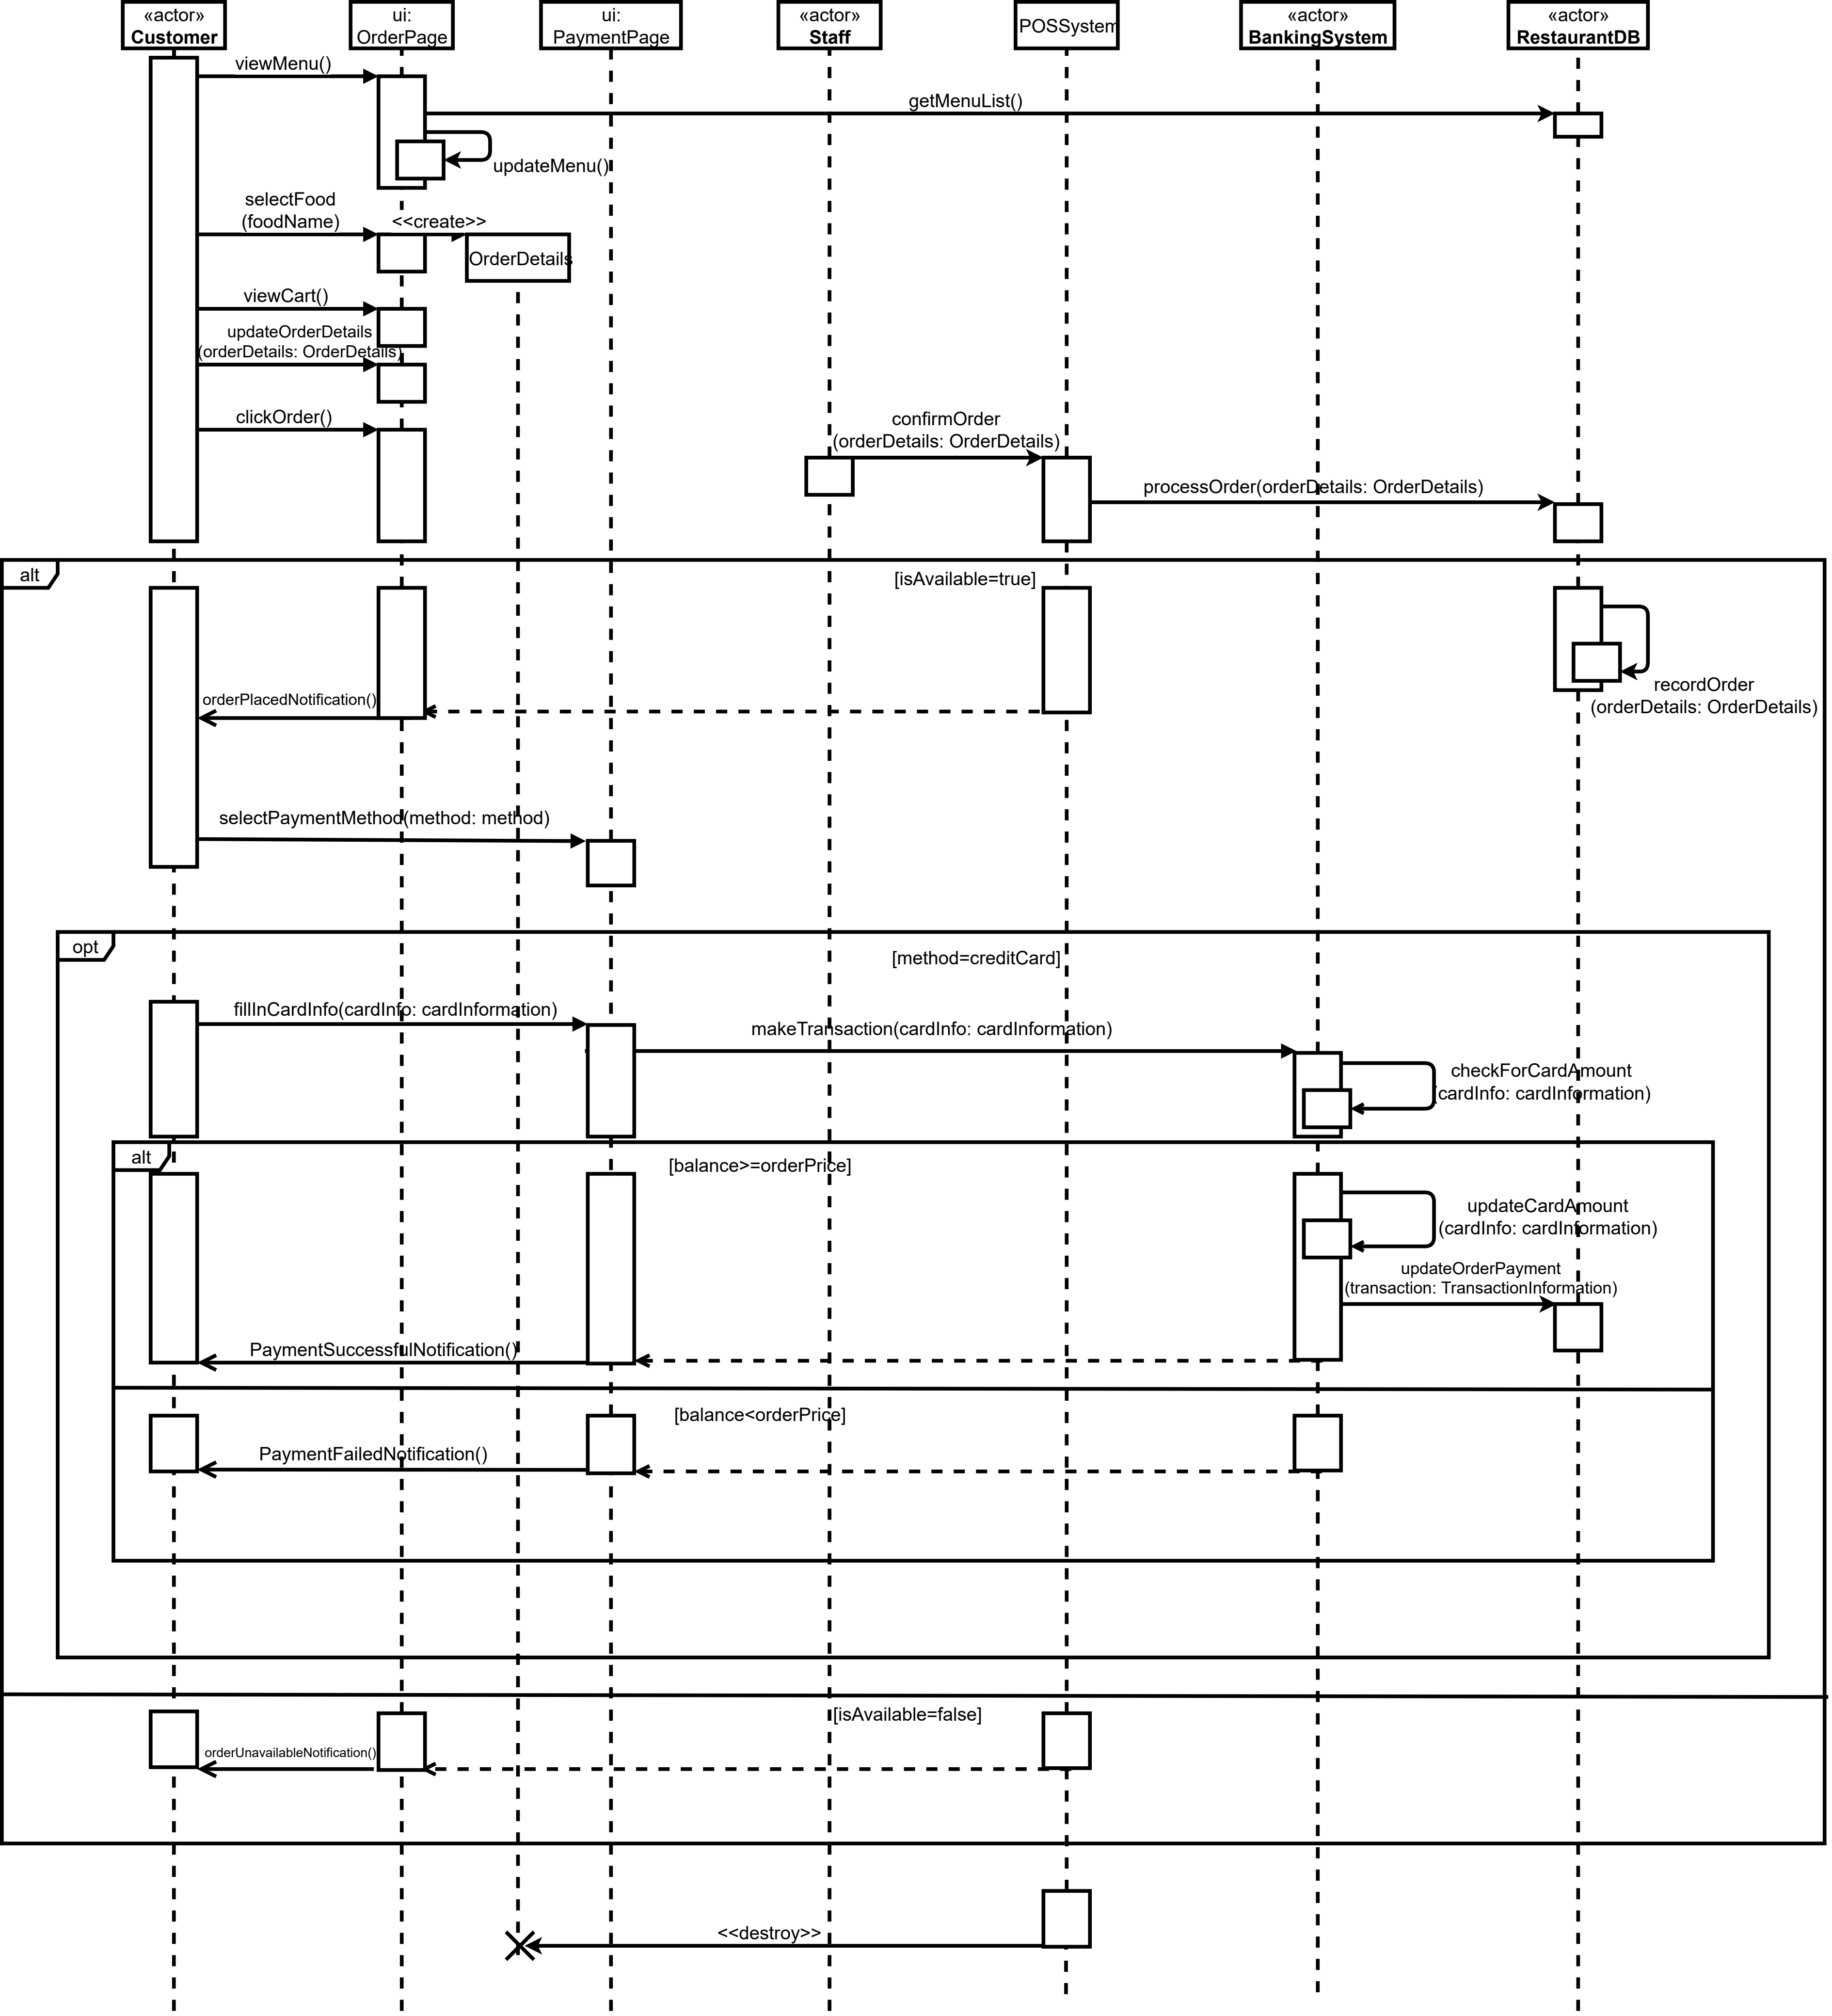 «actor»
Customer
ui:
OrderPage
ui:
PaymentPage
«actor»
Staff
POSSystem
«actor»
BankingSystem
«actor»
RestaurantDB
viewMenu()
getMenuList()
updateMenu()
selectFood
(foodName)
<<create>>
OrderDetails
viewCart()
updateOrderDetails
(orderDetails: OrderDetails)
clickOrder()
confirmOrder
(orderDetails: OrderDetails)
processOrder(orderDetails: OrderDetails)
alt
[isAvailable=true]
recordOrder
(orderDetails: OrderDetails)
orderPlacedNotification()
selectPaymentMethod(method: method)
opt
[method=creditCard]
fillInCardInfo(cardInfo: cardInformation)
makeTransaction(cardInfo: cardInformation)
checkForCardAmount
(cardInfo: cardInformation)
alt
[balance>=orderPrice]
updateCardAmount
(cardInfo: cardInformation)
updateOrderPayment
(transaction: TransactionInformation)
PaymentSuccessfulNotification()
[balance<orderPrice]
PaymentFailedNotification()
[isAvailable=false]
orderUnavailableNotification()
<<destroy>>